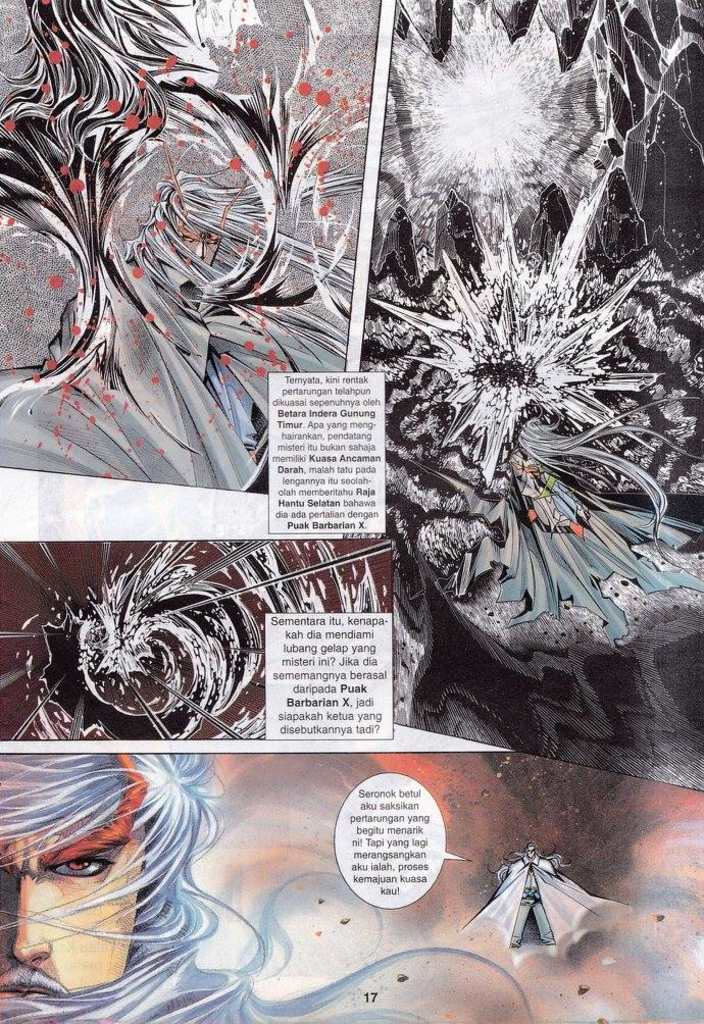 Ternyata, kini rentak
pertarungan telahpun
dikuasai sepenuhnya oleh
Betara Indera Gunung
Timur. Apa yang meng-
hairankan, pendatang
misteri itu bukan sahaja
memiliki Kuasa Ancaman
Darah, malah tatu pada
lengannya itu seolah-
olah memberitahu Raja
Hantu Selatan bahawa
dia ada pertalian dengan
Puak Barbarian X.
Sementara itu, kenapa-
kah dia mendiami
lubang gelap yang
misteri ini? Jika dia
sememangnya berasal
daripada Puak
Barbarian X, jadi
siapakah ketua yang
disebutkannya tadi?
Seronok betul
aku saksikan
pertarungan yang
begitu menarik
ni! Tapi yang lagi
merangsangkan
aku ialah, proses
kemajuan kuasa
kau!
17